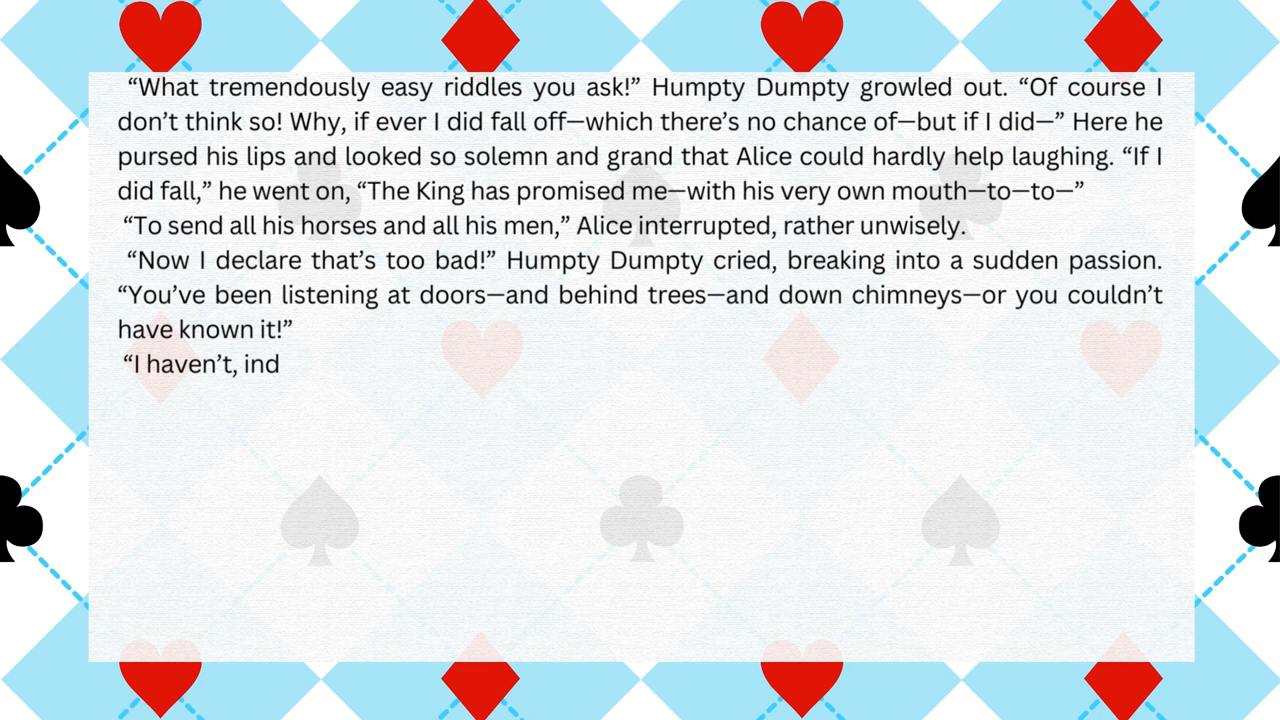 “What tremendously easy riddles you ask!” Humpty Dumpty growled out. “Of course I
don’t think so! Why, if ever I did fall off—which there’s no chance of—but if I did—” Here he
pursed his lips and looked so solemn and grand that Alice could hardly help laughing. “If I
did fall,” he went on, “The King has promised me—with his very own mouth—to—to—”
“To send all his horses and all his men,” Alice interrupted, rather unwisely.
“Now I declare that’s too bad!” Humpty Dumpty cried, breaking into a sudden passion.
“You’ve been listening at doors—and behind trees—and down chimneys—or you couldn’t
have known it!”
“I haven’t, ind